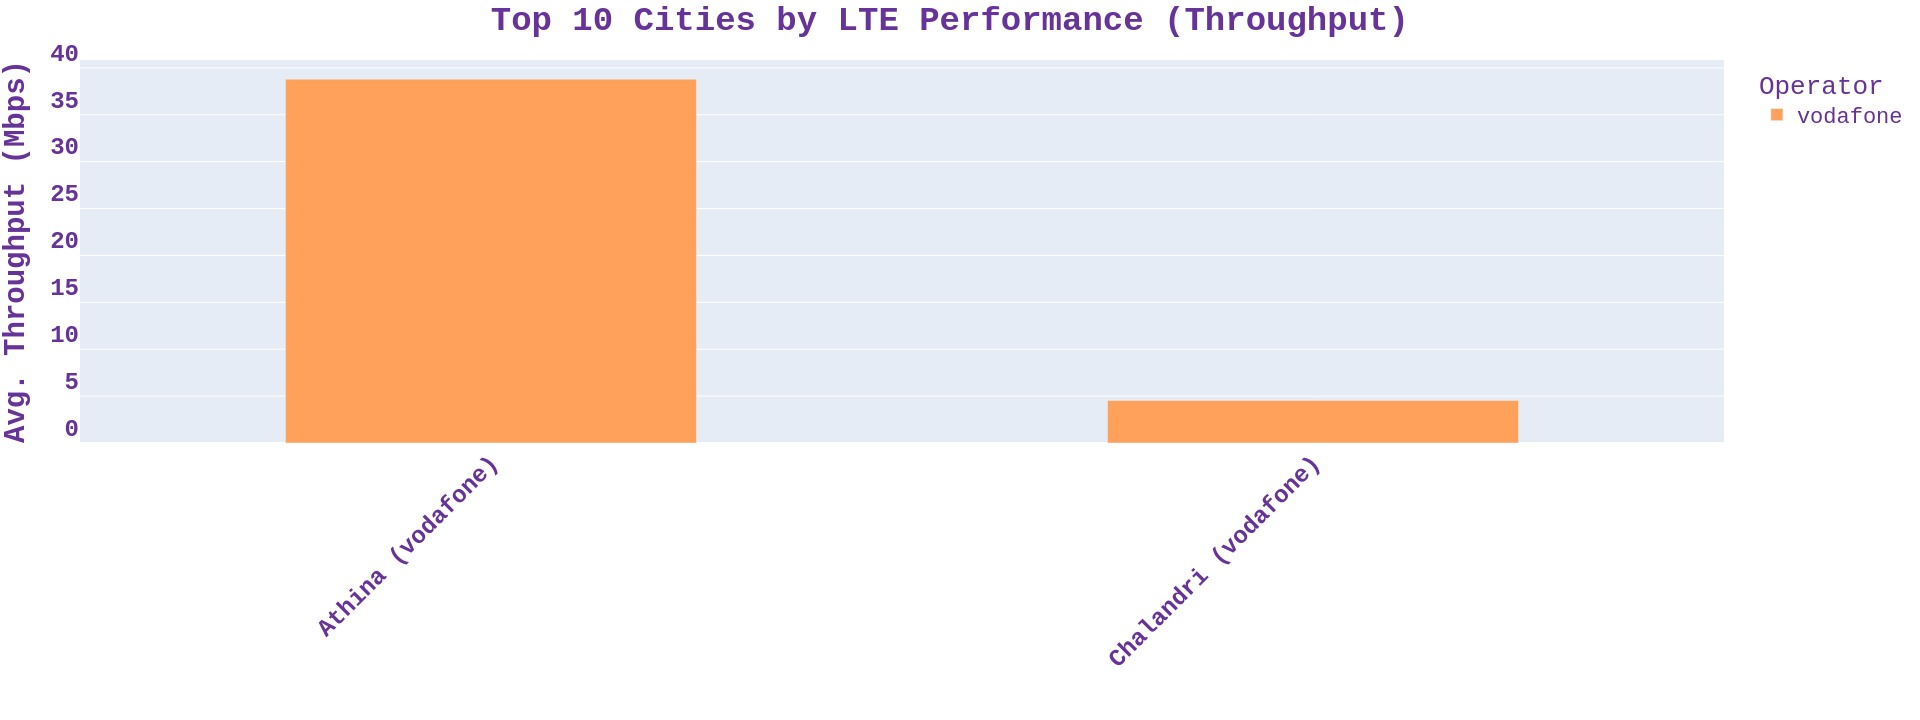 Top 10 Cities by LTE Performance (Throughput)
Avg. Throughput (Mbps)
40
35
30
25
20
15
10
5
0
Athina (vodafone)
Chalandri (vodafone)
Operator
vodafone